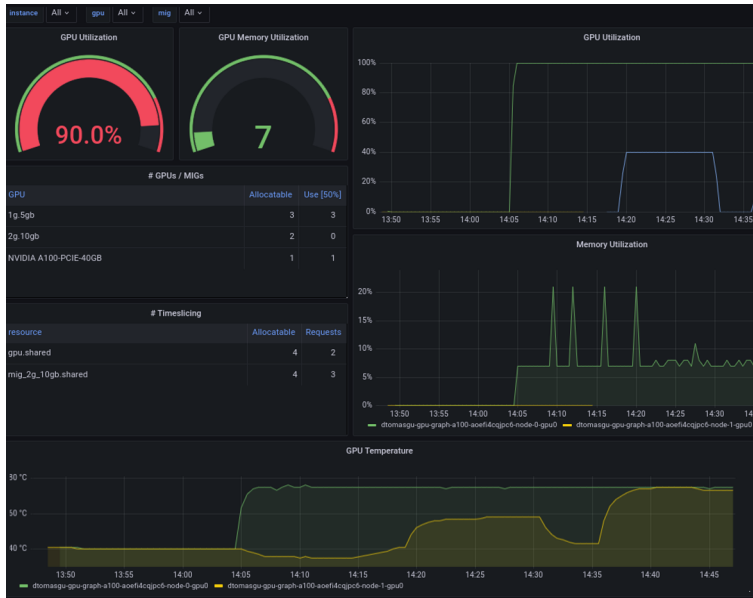 instance All gpu All mig All
GPU Utilization
90.0%
GPU Memory Utilization
7
GPU Utilization
100%
80%
60%
40%
20%
0%
13:50 13:55 14:00 14:05 14:10 14:15 14:20 14:25 14:30 14:35
# GPUs / MIGs
GPU Allocatable Use [50%]
1g.5gb 3 3
2g.10gb 2 0
NVIDIA A100-PCIE-40GB 1 1
Memory Utilization
20%
15%
10%
5%
0%
13:50 13:55 14:00 14:05 14:10 14:15 14:20 14:25 14:30
dtomasgu-gpu-graph-a100-aoefi4cqjpc6-node-0-gpu0 dtomasgu-gpu-graph-a100-aoefi4cqjpc6-node-1-gpu0
# Timeslicing
resource Allocatable Requests
gpu.shared 4 2
mig_2g_10gb.shared 4 3
GPU Temperature
30 °C
50 °C
40 °C
13:50 13:55 14:00 14:05 14:10 14:15 14:20 14:25 14:30 14:35 14:40 14:45
dtomasgu-gpu-graph-a100-aoefi4cqjpc6-node-0-gpu0 dtomasgu-gpu-graph-a100-aoefi4cqjpc6-node-1-gpu0